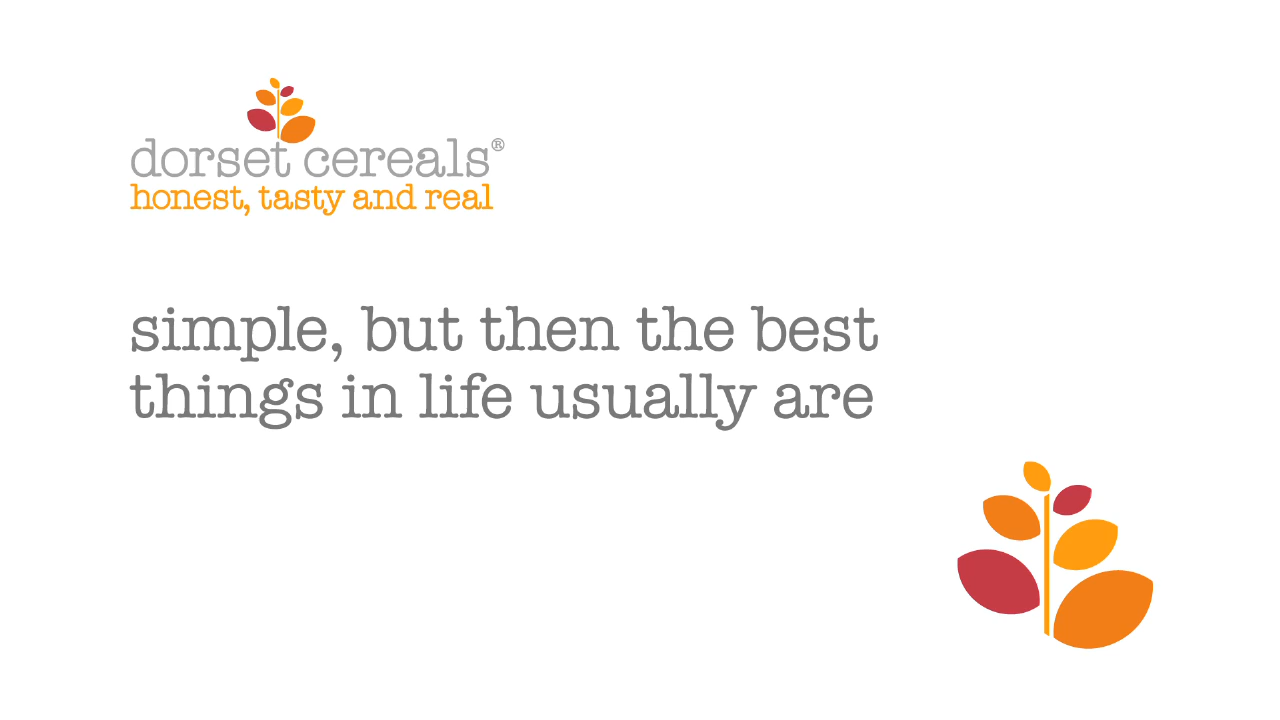 dorset cereals®
honest, tasty and real
simple, but then the best
things in life usually are